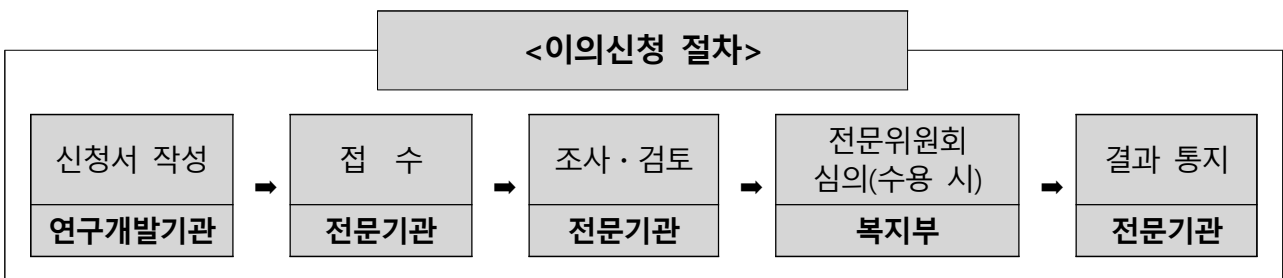 <이의신청 절차>
신청서 작성
연구개발기관
➡
접 수
전문기관
➡
조사·검토
전문기관
➡
전문위원회
심의(수용 시)
복지부
➡
결과 통지
전문기관